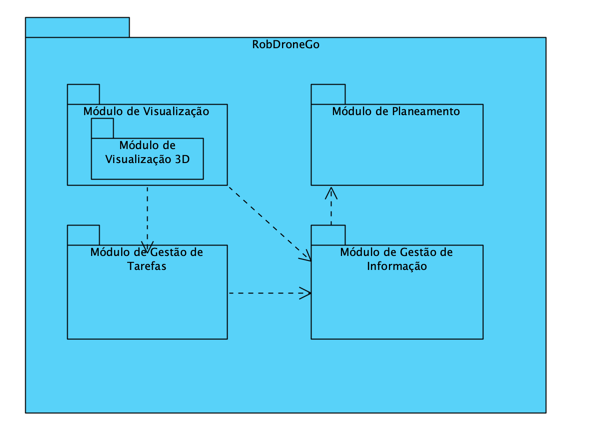 RobDroneGo
Módulo de Visualização
Módulo de
Visualização 3D
Módulo de Planeamento
Módulo de Gestão de
Tarefas
Módulo de Gestão de
Informação